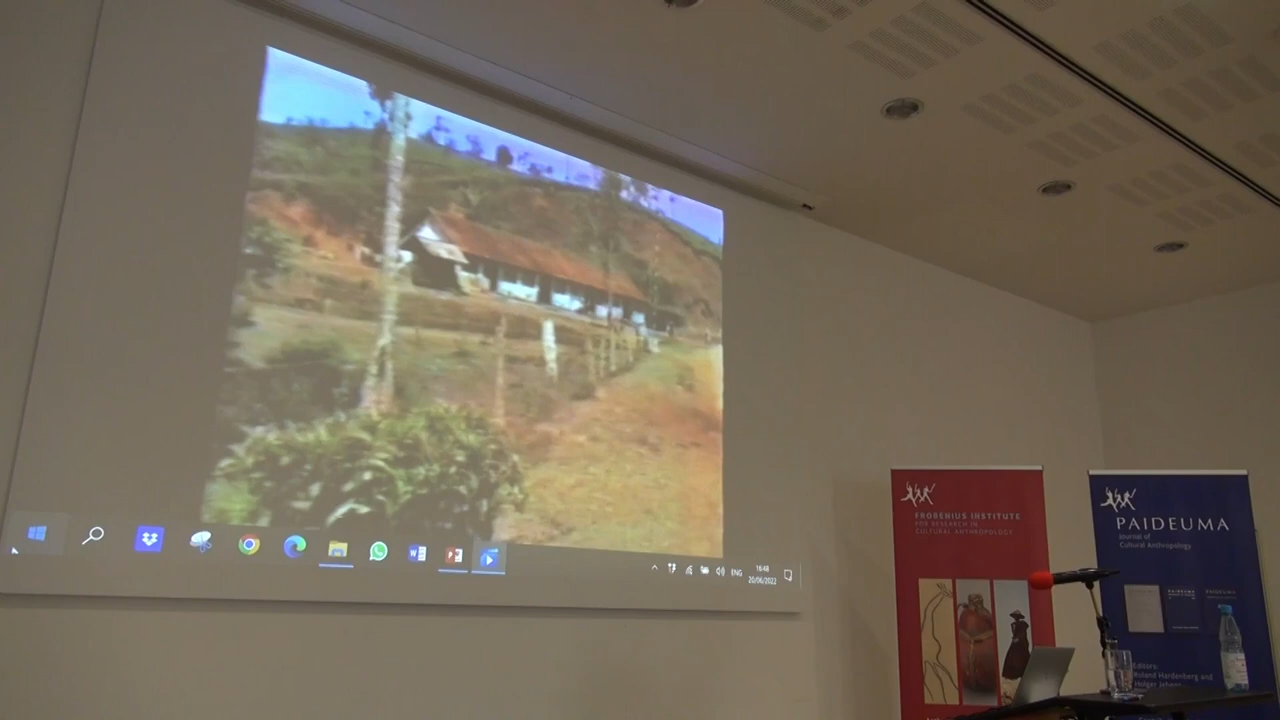 ENG
16:48
20/06/2022
FROBENIUS INSTITUTE
FOR RESEARCH IN
CULTURAL ANTHROPOLOGY
PAIDEUMA
Journal of
Cultural Anthropology
PAIDEUMA
Editors:
Roland Hardenberg and
Holger Jebens